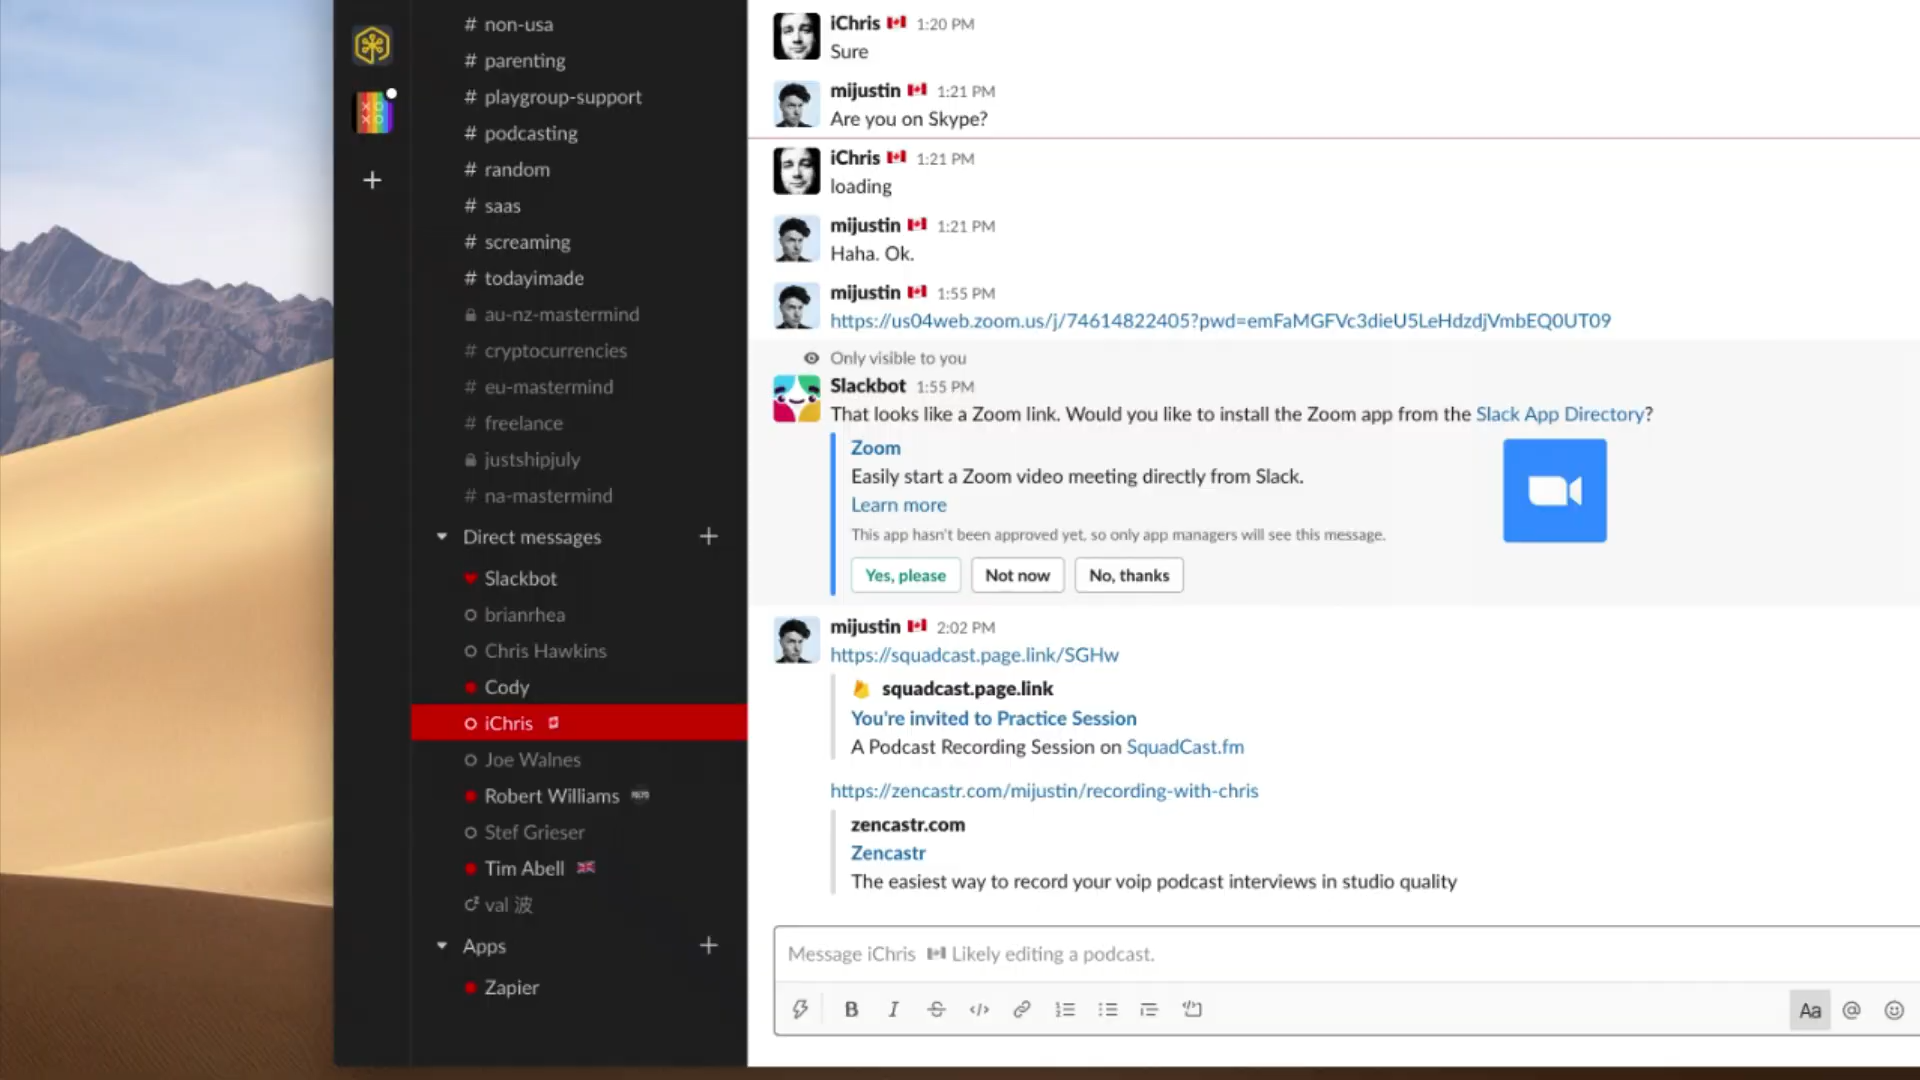 # non-usa
# parenting
# playgroup-support
# podcasting
# random
# saas
# screaming
# todayimade
au-nz-mastermind
# cryptocurrencies
# eu-mastermind
# freelance
justshipjuly
# na-mastermind
Direct messages +
Slackbot
brianrhea
Chris Hawkins
Cody
iChris
Joe Walnes
Robert Williams
Stef Grieser
Tim Abell
val 波
Apps +
Zapier
iChris 1:20 PM
Sure
mijustin 1:21 PM
Are you on Skype?
iChris 1:21 PM
loading
mijustin 1:21 PM
Haha. Ok.
mijustin 1:55 PM
https://us04web.zoom.us/j/74614822405?pwd=emFaMGFVc3dieU5LeHdzdjVmbEQ0UT09
Only visible to you
Slackbot 1:55 PM
That looks like a Zoom link. Would you like to install the Zoom app from the Slack App Directory?
Zoom
Easily start a Zoom video meeting directly from Slack.
Learn more
This app hasn't been approved yet, so only app managers will see this message.
Yes, please
Not now
No, thanks
mijustin 2:02 PM
https://squadcast.page.link/SGHw
squadcast.page.link
You're invited to Practice Session
A Podcast Recording Session on SquadCast.fm
https://zencastr.com/mijustin/recording-with-chris
zencastr.com
Zencastr
The easiest way to record your voip podcast interviews in studio quality
Message iChris Likely editing a podcast.
B I S </> Aa @